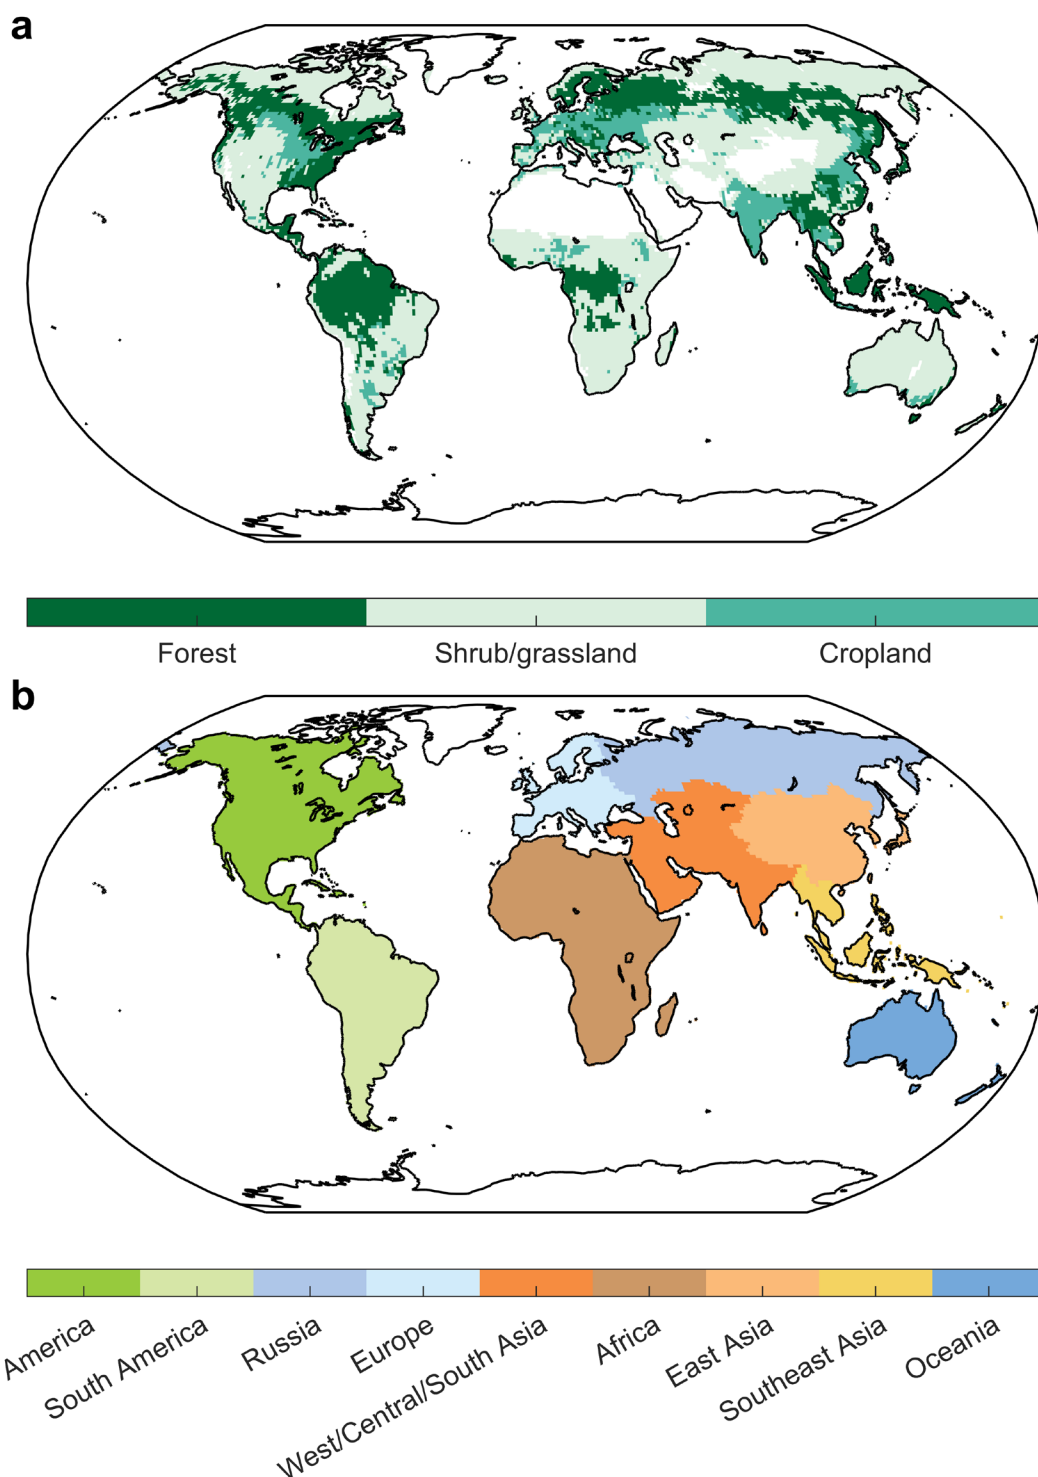 a
Forest Shrub/grassland Cropland
b
America
South America
Russia
Europe
West/Central/South Asia
Africa
East Asia
Southeast Asia
Oceania